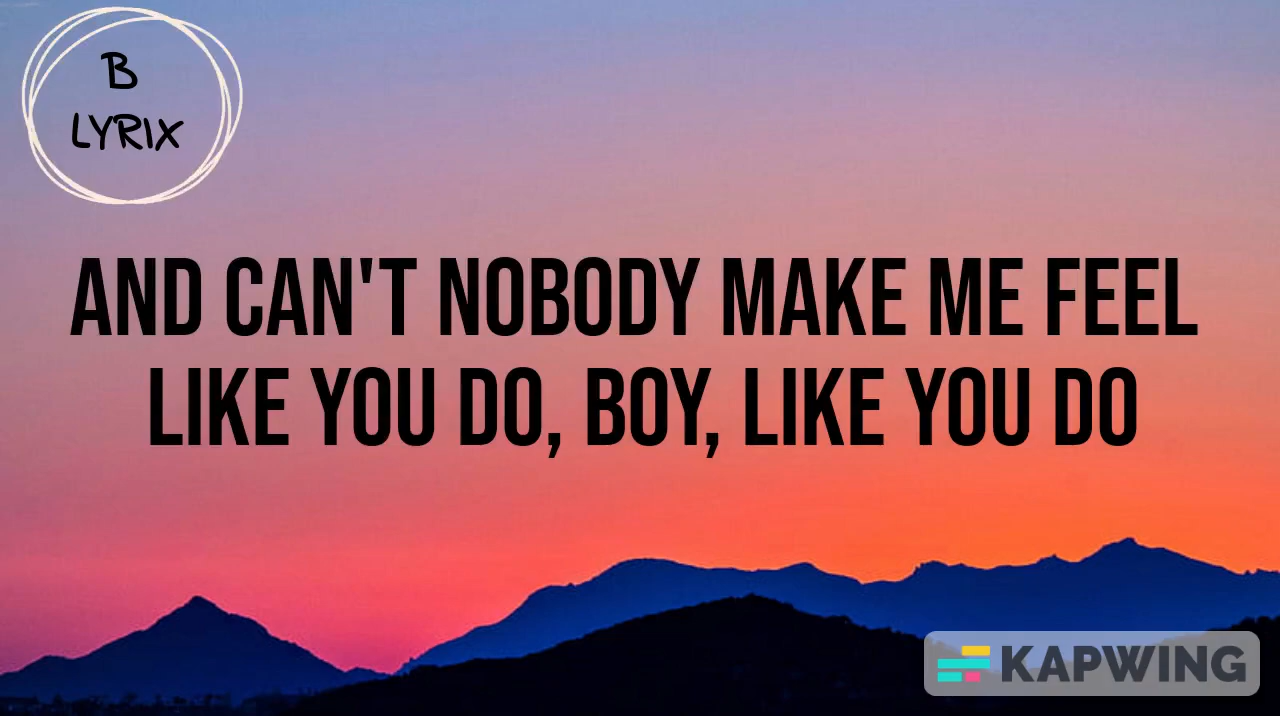 B
LYRIX
AND CAN'T NOBODY MAKE ME FEEL
LIKE YOU DO, BOY, LIKE YOU DO
KAPWING